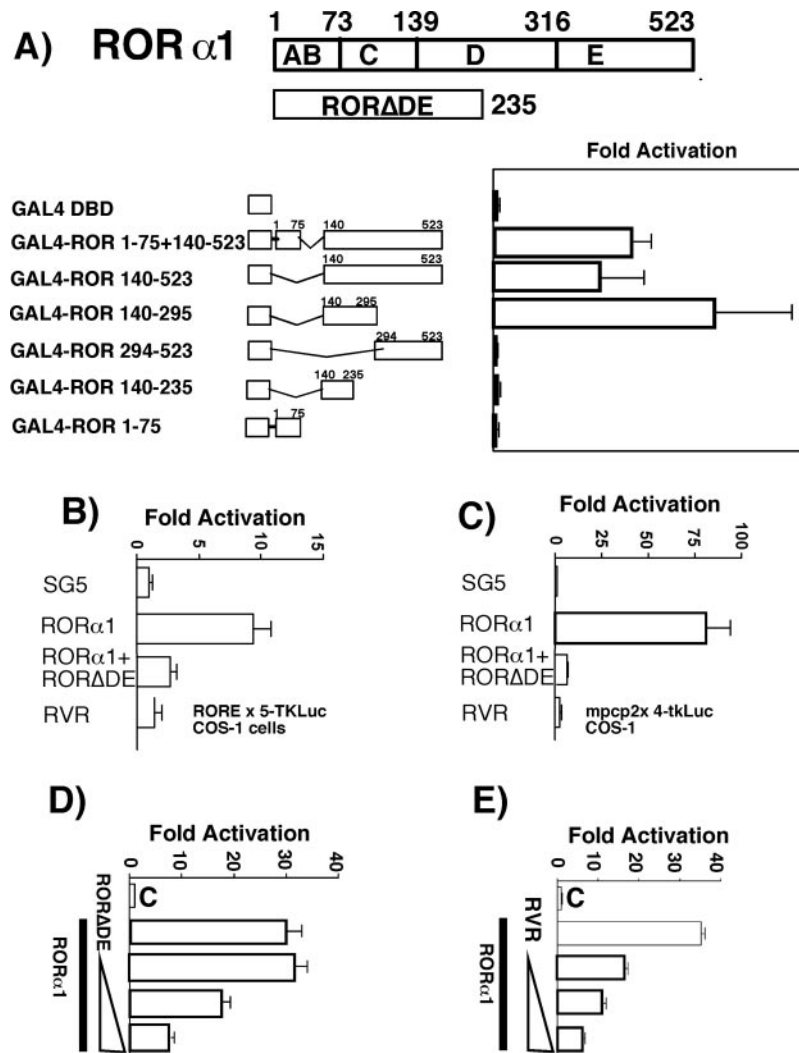 A) ROR α1
1 73 139 316 523
AB C D E
RORΔDE 235
Fold Activation
GAL4 DBD
GAL4-ROR 1-75+140-523
1 75 140 523
GAL4-ROR 140-523
140 523
GAL4-ROR 140-295
140 295
GAL4-ROR 294-523
294 523
GAL4-ROR 140-235
140 235
GAL4-ROR 1-75
1 75
B)
Fold Activation
0 5 10 15
SG5
RORα1
RORα1+
RORΔDE
RVR
RORE x 5-TKLuc
COS-1 cells
C)
Fold Activation
0 25 50 75 100
SG5
RORα1
RORα1+
RORΔDE
RVR
mpcp2x 4-tkLuc
COS-1
D)
Fold Activation
0 10 20 30 40
C
RORΔDE
RORα1
E)
Fold Activation
0 10 20 30 40
C
RVR
RORα1